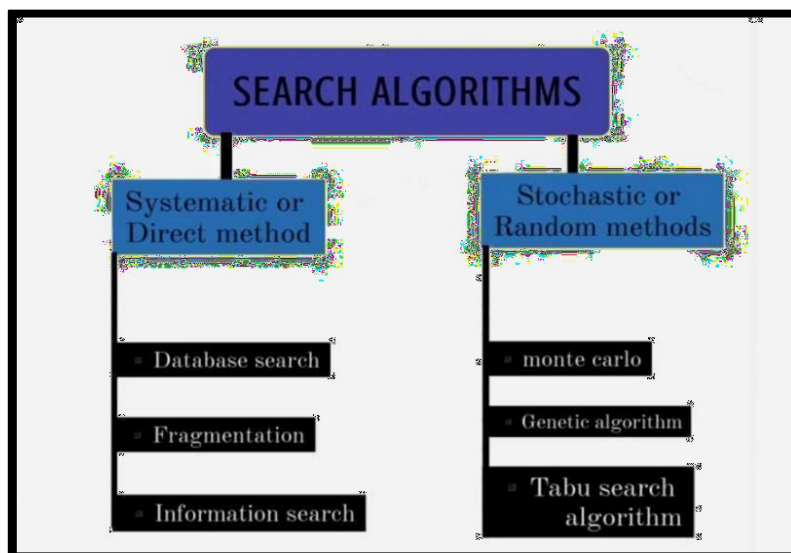 SEARCH ALGORITHMS
Systematic or
Direct method
Database search
Fragmentation
Information search
Stochastic or
Random methods
monte carlo
Genetic algorithm
Tabu search
algorithm